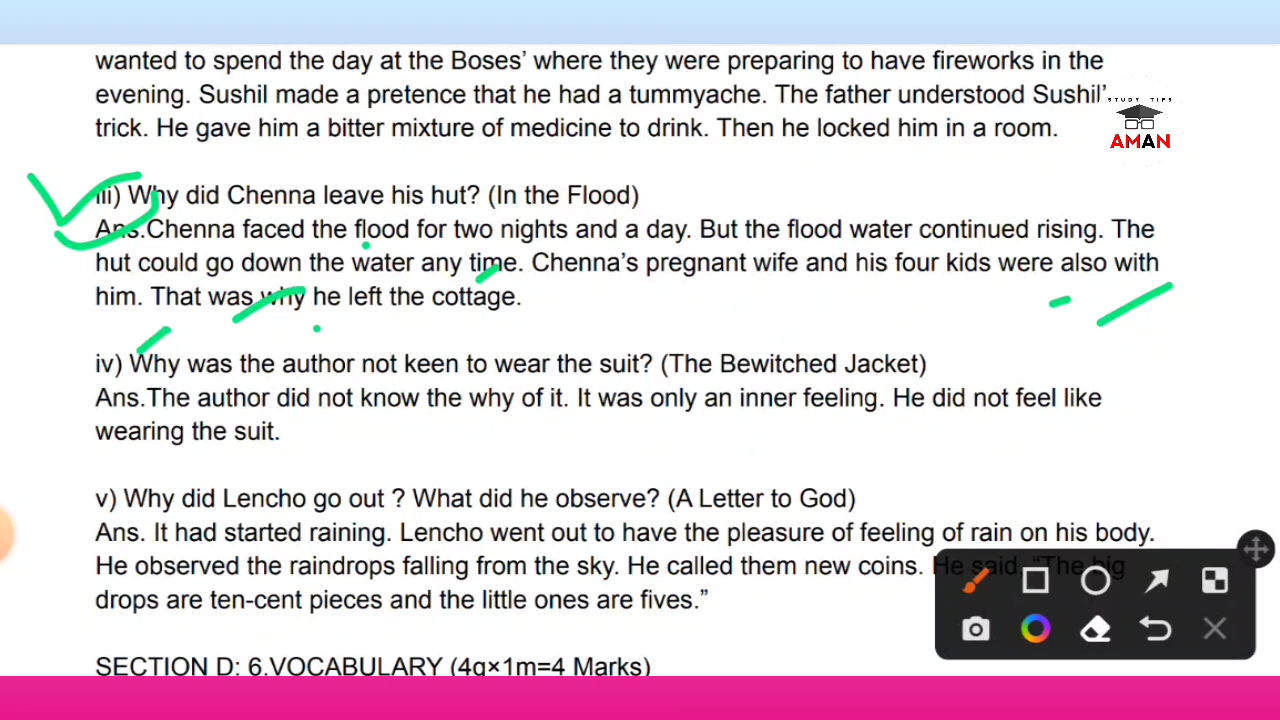 wanted to spend the day at the Boses’ where they were preparing to have fireworks in the
evening. Sushil made a pretence that he had a tummyache. The father understood Sushil’
trick. He gave him a bitter mixture of medicine to drink. Then he locked him in a room.
STUDY TIPS
AMAN
iii) Why did Chenna leave his hut? (In the Flood)
Ans.Chenna faced the flood for two nights and a day. But the flood water continued rising. The
hut could go down the water any time. Chenna’s pregnant wife and his four kids were also with
him. That was why he left the cottage.
iv) Why was the author not keen to wear the suit? (The Bewitched Jacket)
Ans.The author did not know the why of it. It was only an inner feeling. He did not feel like
wearing the suit.
v) Why did Lencho go out ? What did he observe? (A Letter to God)
Ans. It had started raining. Lencho went out to have the pleasure of feeling of rain on his body.
He observed the raindrops falling from the sky. He called them new coins. He said, “The big
drops are ten-cent pieces and the little ones are fives.”
SECTION D: 6.VOCABULARY (4q×1m=4 Marks)